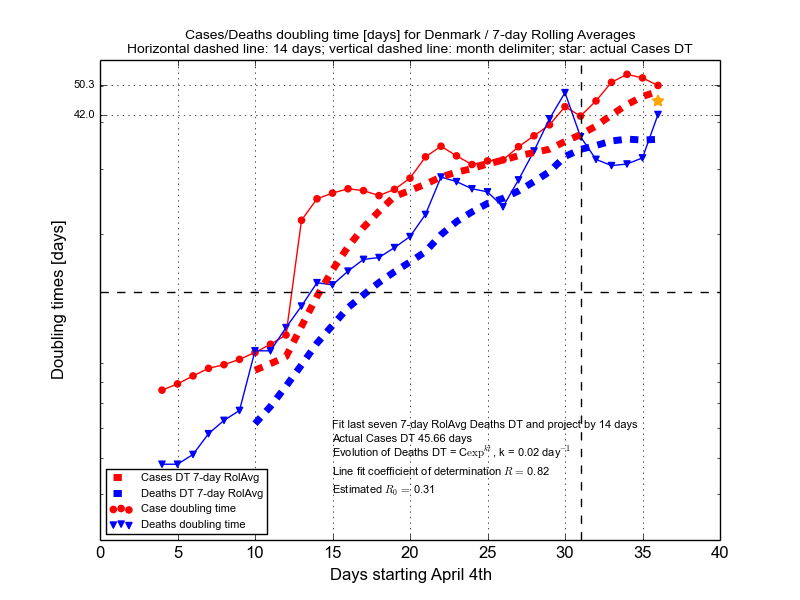 Cases/Deaths doubling time [days] for Denmark / 7-day Rolling Averages
Horizontal dashed line: 14 days; vertical dashed line: month delimiter; star: actual Cases DT
50.3
42.0
Doubling times [days]
Fit last seven 7-day RolAvg Deaths DT and project by 14 days
Actual Cases DT 45.66 days
Evolution of Deaths DT = Cexp^{kt}, k = 0.02 day^{-1}
Line fit coefficient of determination R = 0.82
Estimated R_0 = 0.31
Cases DT 7-day RolAvg
Deaths DT 7-day RolAvg
Case doubling time
Deaths doubling time
0 5 10 15 20 25 30 35 40
Days starting April 4th